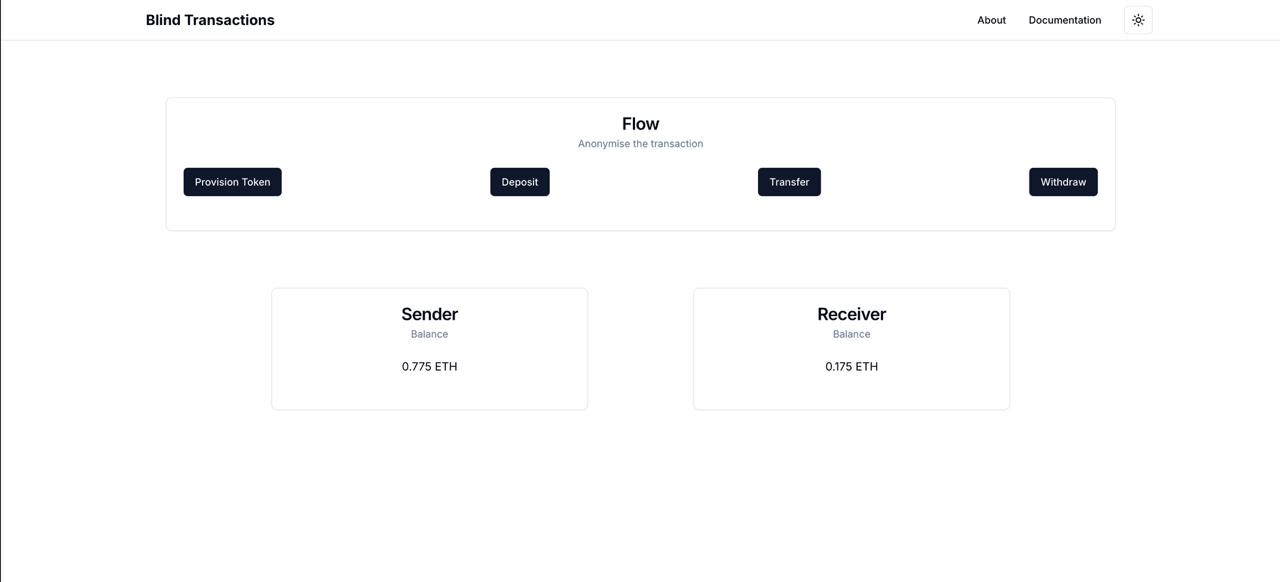 Blind Transactions
About
Documentation
Flow
Anonymise the transaction
Provision Token
Deposit
Transfer
Withdraw
Sender
Balance
0.775 ETH
Receiver
Balance
0.175 ETH